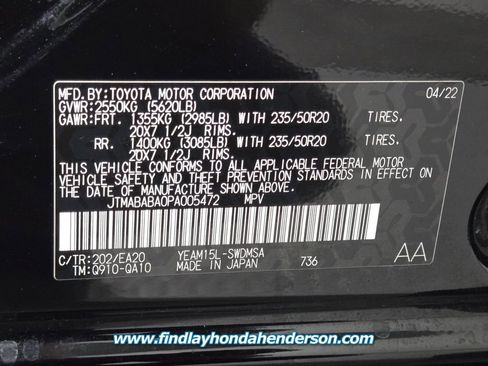 MFD.BY:TOYOTA MOTOR CORPORATION 04/22
GVWR:2550KG (5620LB)
GAWR:FRT. 1355KG (2985LB) WITH 235/50R20 TIRES.
20X7 1/2J RIMS.
RR. 1400KG (3085LB) WITH 235/50R20 TIRES.
20X7 1/2J RIMS.
THIS VEHICLE CONFORMS TO ALL APPLICABLE FEDERAL MOTOR
VEHICLE SAFETY AND BUMPER STANDARDS IN EFFECT ON
THE DATE OF MANUFACTURE SHOWN ABOVE.
JTMABABA0PA005472 MPV
C/TR:202/EA20 YEAM15L-SWDMSA AA
TM:Q910-QA10 MADE IN JAPAN 736
www.findlayhondahenderson.com